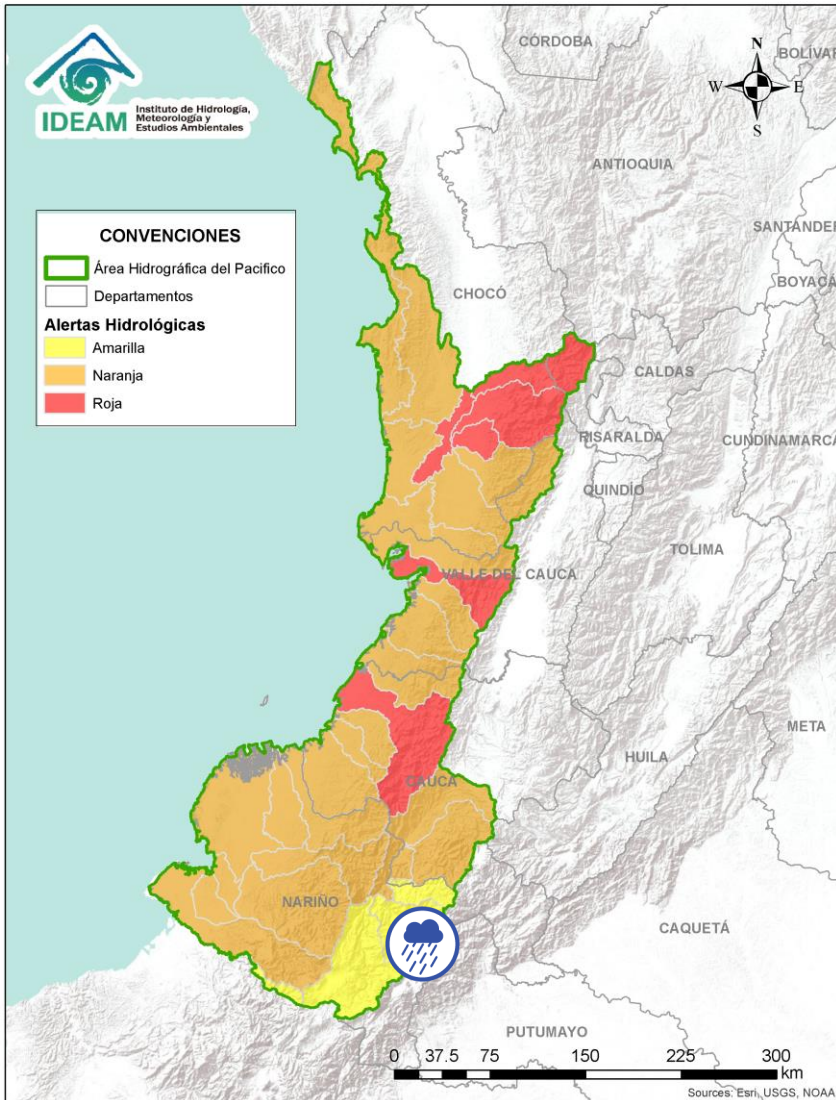 IDEAM
Instituto de Hidrología,
Meteorología y
Estudios Ambientales
CÓRDOBA
BOLÍVAR
N
W
E
S
ANTIOQUIA
SANTANDER
BOYACÁ
CONVENCIONES
Área Hidrográfica del Pacifico
Departamentos
Alertas Hidrológicas
Amarilla
Naranja
Roja
CHOCÓ
CALDAS
RISARALDA
CUNDINAMARCA
QUINDÍO
TOLIMA
VALLE DEL CAUCA
META
HUILA
CAUCA
NARIÑO
CAQUETÁ
PUTUMAYO
0 37.5 75 150 225 300
km
Sources: Esri, USGS, NOAA